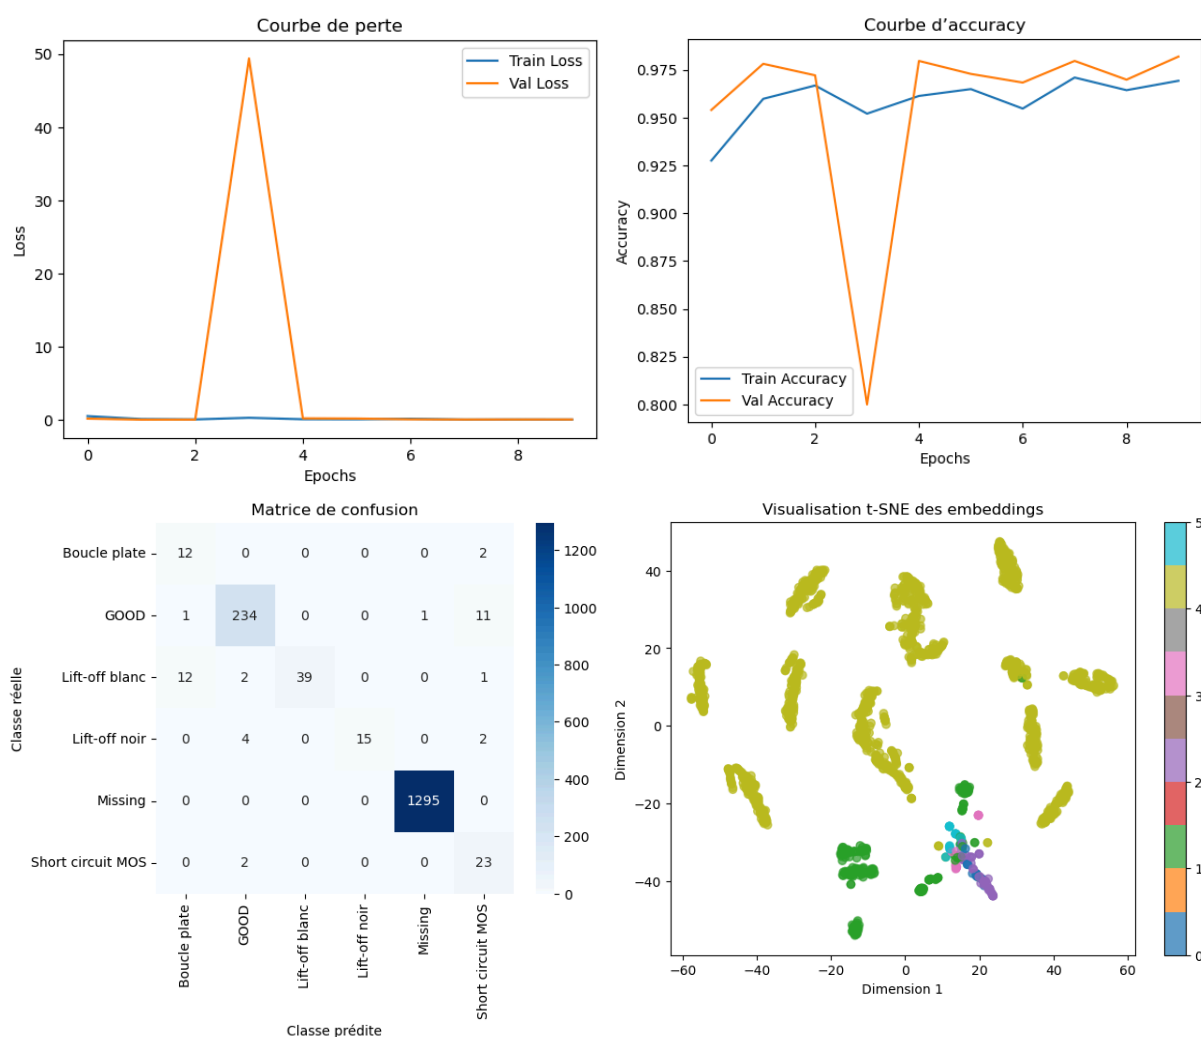 Courbe de perte
50
40
30
20
10
0
Loss
0 2 4 6 8
Epochs
Train Loss
Val Loss
Courbe d’accuracy
0.975
0.950
0.925
0.900
0.875
0.850
0.825
0.800
Accuracy
0 2 4 6 8
Epochs
Train Accuracy
Val Accuracy
Matrice de confusion
Classe réelle
Boucle plate 12 0 0 0 0 2
GOOD 1 234 0 0 1 11
Lift-off blanc 12 2 39 0 0 1
Lift-off noir 0 4 0 15 0 2
Missing 0 0 0 0 1295 0
Short circuit MOS 0 2 0 0 0 23
Boucle plate
GOOD
Lift-off blanc
Lift-off noir
Missing
Short circuit MOS
Classe prédite
1200
1000
800
600
400
200
0
Visualisation t-SNE des embeddings
40
20
0
−20
−40
Dimension 2
−60 −40 −20 0 20 40 60
Dimension 1
5
4
3
2
1
0